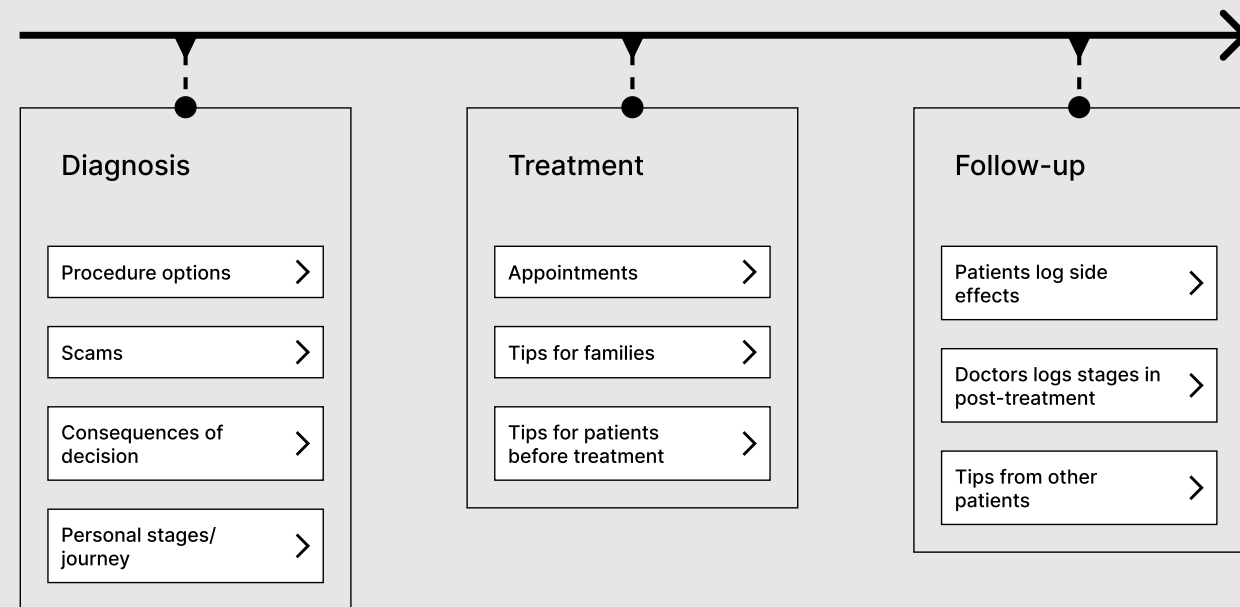 Diagnosis
Procedure options
Scams
Consequences of
decision
Personal stages/
journey
Treatment
Appointments
Tips for families
Tips for patients
before treatment
Follow-up
Patients log side
effects
Doctors logs stages in
post-treatment
Tips from other
patients